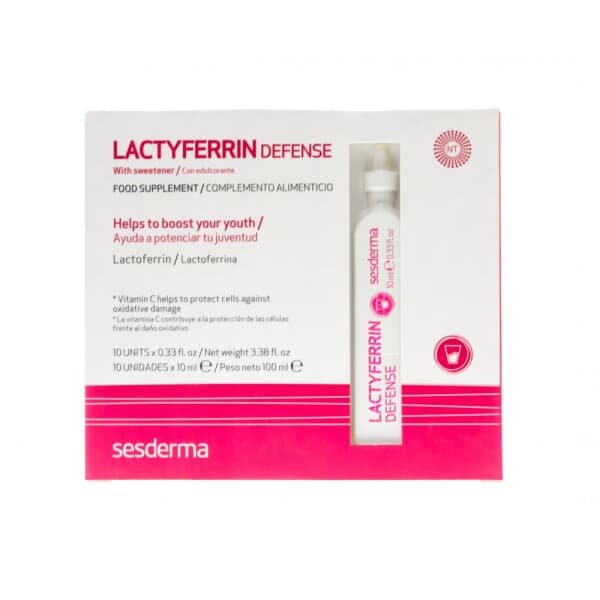 LACTYFERRIN DEFENSE
With sweetener / Con edulcorante
FOOD SUPPLEMENT / COMPLEMENTO ALIMENTICIO
Helps to boost your youth /
Ayuda a potenciar tu juventud
Lactoferrin / Lactoferrina
* Vitamin C helps to protect cells against
oxidative damage
* La vitamina C contribuye a la protección de las células
frente al daño oxidativo
10 UNITS x 0.33 fl. oz / Net weight 3.38 fl. oz
10 UNIDADES x 10 ml ℮ / Peso neto 100 ml ℮
sesderma
NT
LACTYFERRIN
DEFENSE
sesderma
10 ml ℮ 0.33 fl. oz